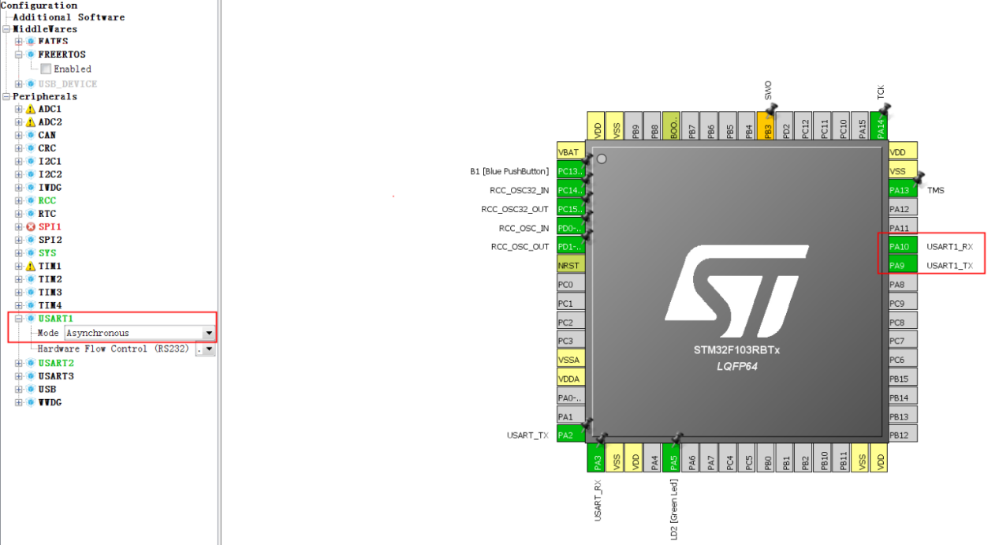 Configuration
Additional Software
MiddleWares
FATFS
FREERTOS
Enabled
USB_DEVICE
Peripherals
ADC1
ADC2
CAN
CRC
I2C1
I2C2
IWDG
RCC
RTC
SPI1
SPI2
SYS
TIM1
TIM2
TIM3
TIM4
USART1
Mode Asynchronous
Hardware Flow Control (RS232) .
USART2
USART3
USB
WWDG
SWO
TCK
VDD
VSS
PB9
PB8
BOO..
PB7
PB6
PB5
PB4
PB3
PD2
PC12
PC11
PC10
PA15
PA14
VBAT
B1 [Blue PushButton] PC13..
RCC_OSC32_IN PC14..
RCC_OSC32_OUT PC15..
RCC_OSC_IN PD0-..
RCC_OSC_OUT PD1-..
NRST
PC0
PC1
PC2
PC3
VSSA
VDDA
PA0-..
PA1
USART_TX PA2
ST
STM32F103RBTx
LQFP64
VDD
VSS
PA13 TMS
PA12
PA11
PA10 USART1_RX
PA9 USART1_TX
PA8
PC9
PC8
PC7
PC6
PB15
PB14
PB13
PB12
PA3
VSS
VDD
PA4
PA5
PA6
PA7
PC4
PC5
PB0
PB1
PB2
PB10
PB11
VSS
VDD
USART_RX
LD2 [Green Led]